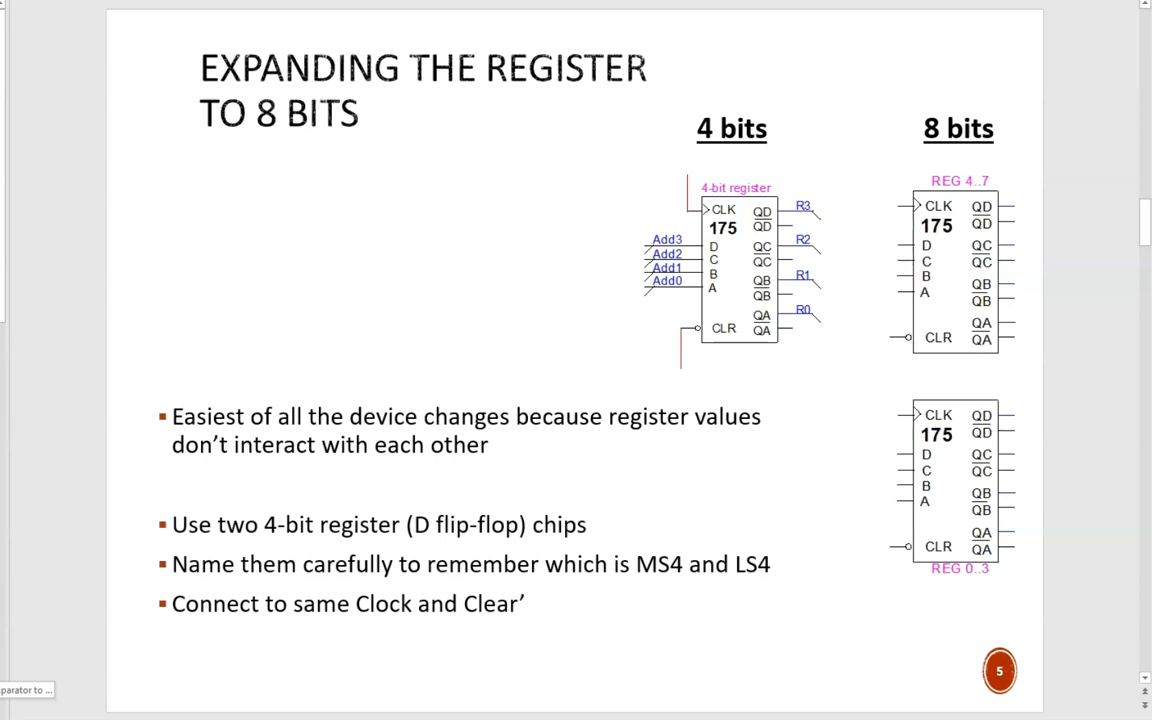 EXPANDING THE REGISTER
TO 8 BITS
4 bits
8 bits
4-bit register
CLK
175
D
C
B
A
CLR
QD
QD
QC
QC
QB
QB
QA
QA
Add3
Add2
Add1
Add0
R3
R2
R1
R0
REG 4..7
CLK
175
D
C
B
A
CLR
QD
QD
QC
QC
QB
QB
QA
QA
CLK
175
D
C
B
A
CLR
QD
QD
QC
QC
QB
QB
QA
QA
REG 0..3
▪ Easiest of all the device changes because register values
don’t interact with each other
▪ Use two 4-bit register (D flip-flop) chips
▪ Name them carefully to remember which is MS4 and LS4
▪ Connect to same Clock and Clear’
5
parator to ...